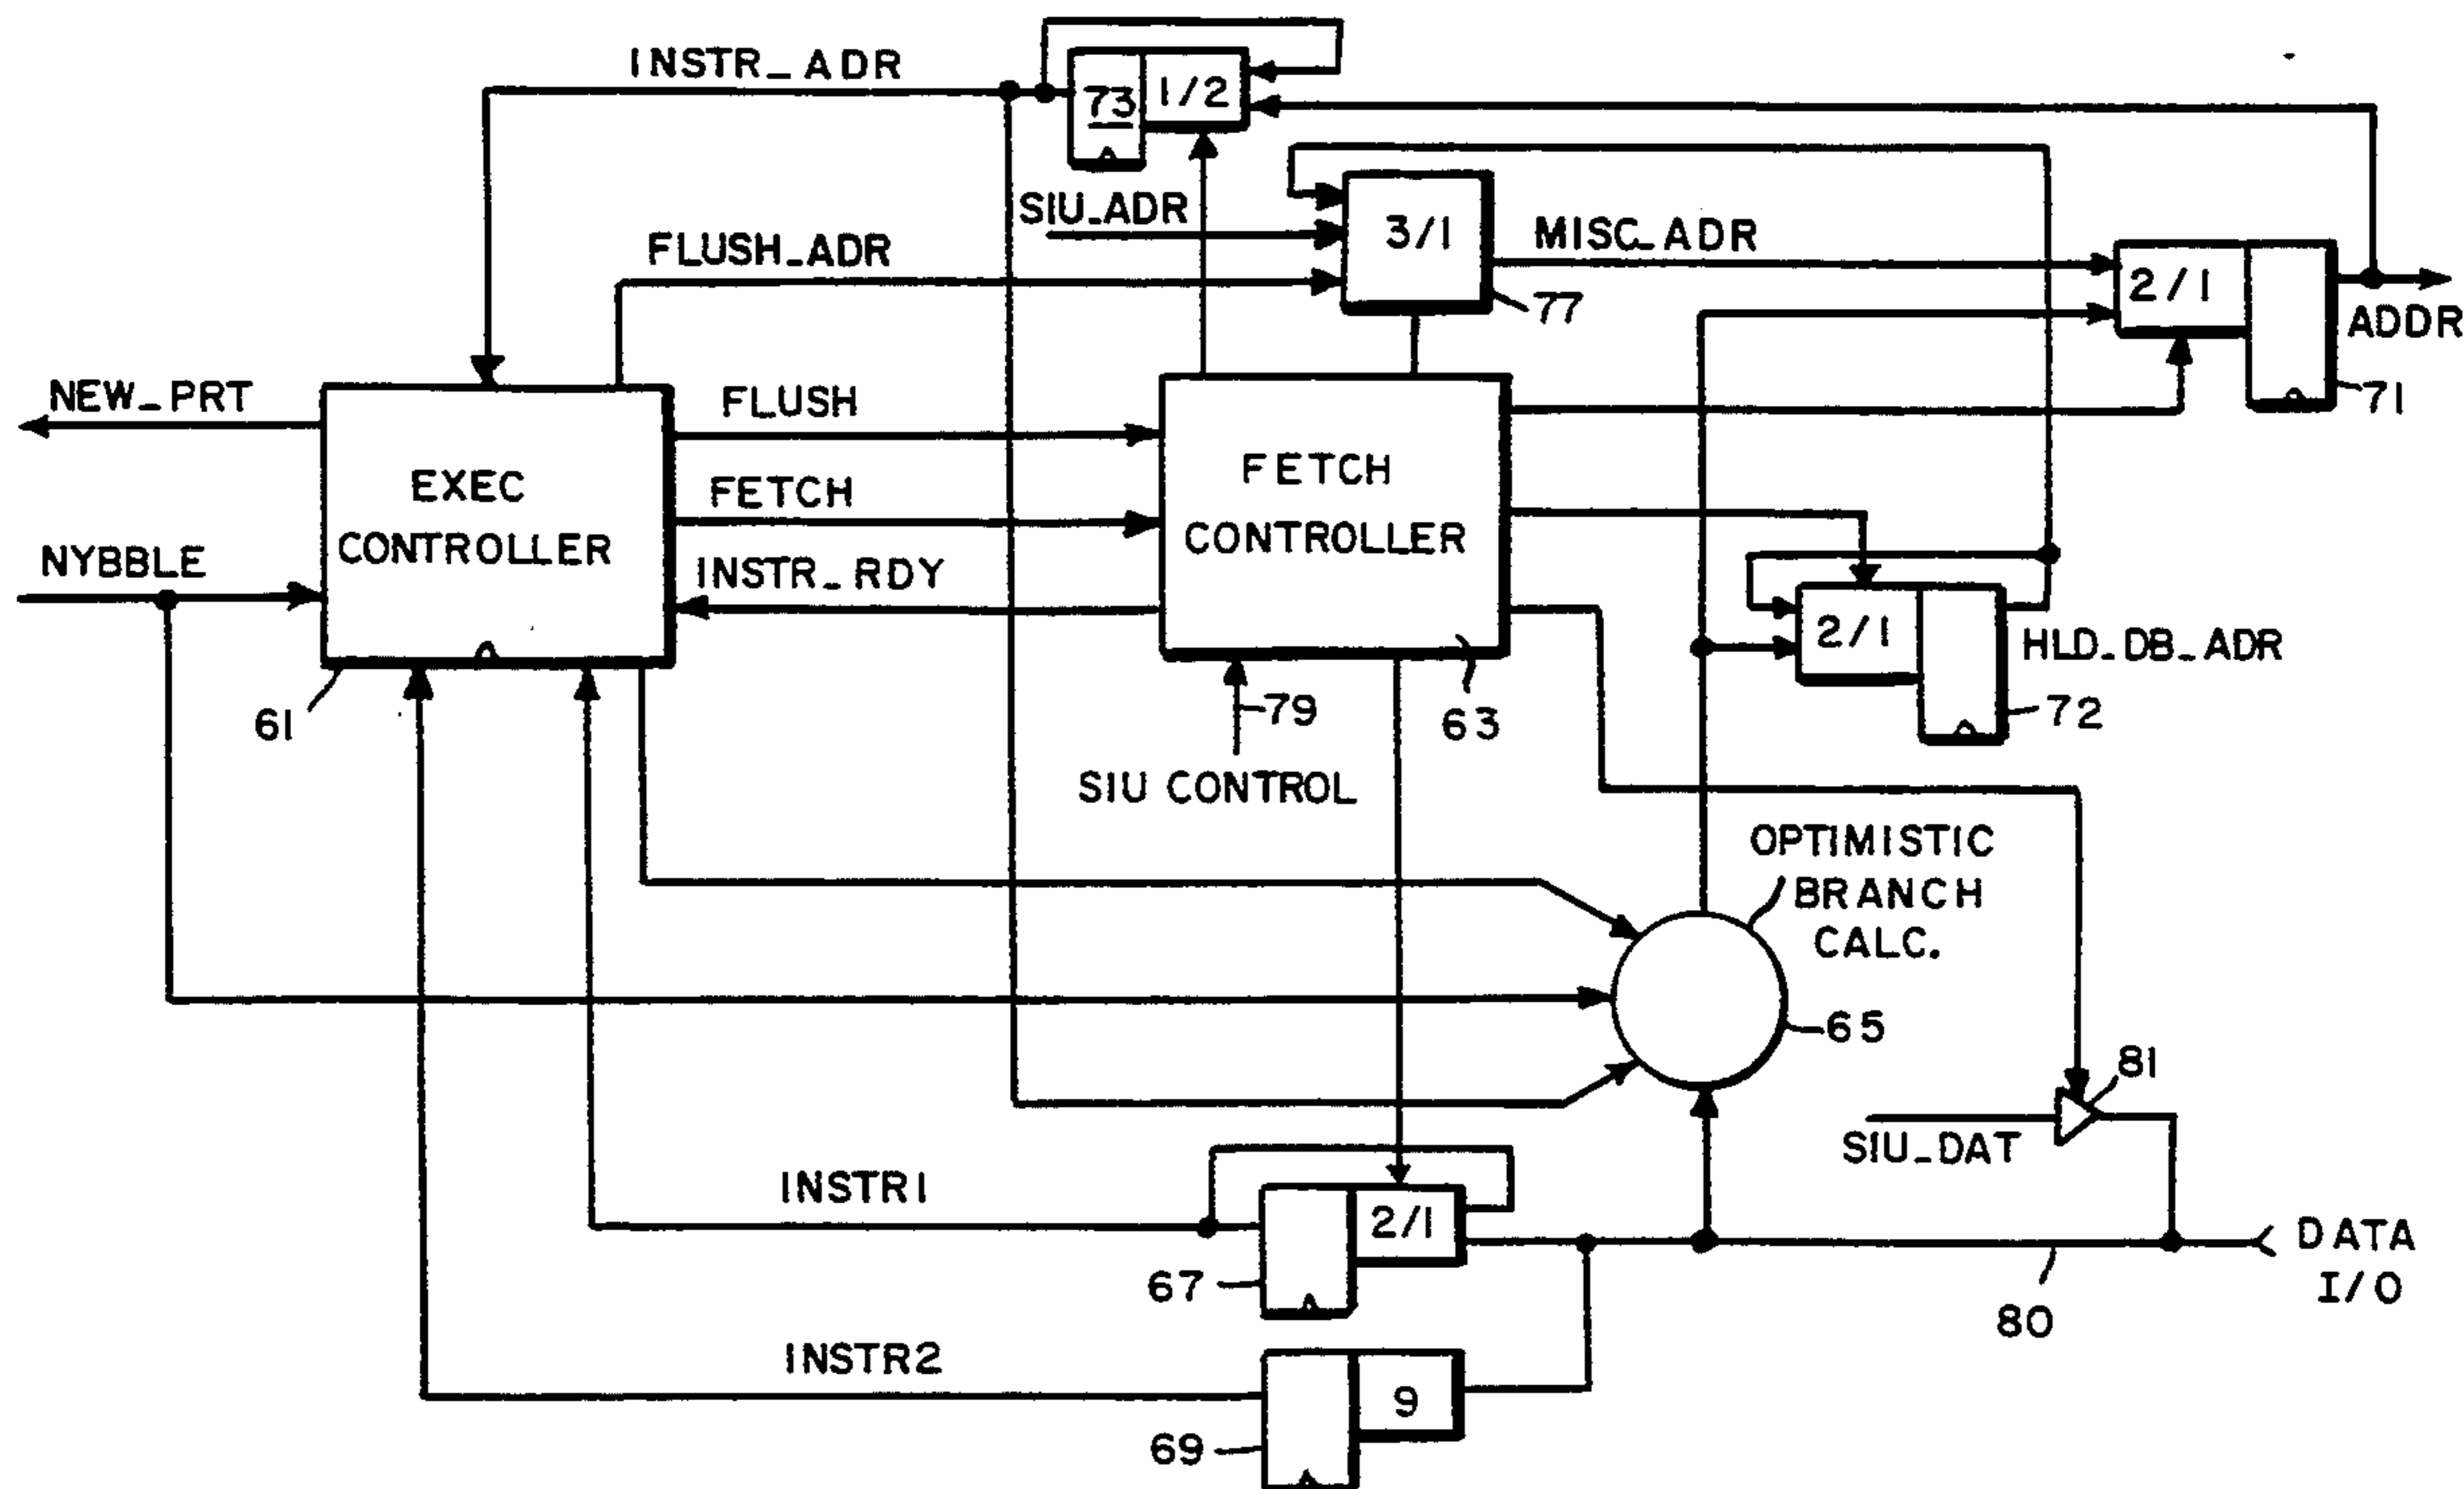 INSTR_ADR
73
1/2
SIU_ADR
3/1
MISC_ADR
FLUSH_ADR
77
2/1
ADDR
71
NEW_PRT
FLUSH
EXEC
CONTROLLER
FETCH
FETCH
CONTROLLER
NYBBLE
INSTR_RDY
2/1
HLD_DB_ADR
61
79
63
72
SIU CONTROL
OPTIMISTIC
BRANCH
CALC.
65
81
SIU_DAT
INSTR1
2/1
DATA
I/O
67
80
INSTR2
9
69